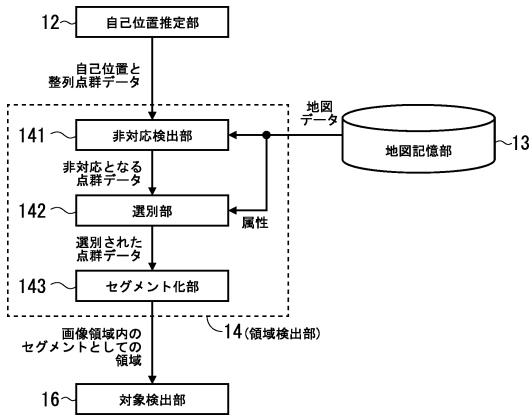 12
自己位置推定部
自己位置と
整列点群データ
地図
データ
141
非対応検出部
地図記憶部
13
非対応となる
点群データ
142
選別部
属性
選別された
点群データ
143
セグメント化部
14(領域検出部)
画像領域内の
セグメントとしての
領域
16
対象検出部